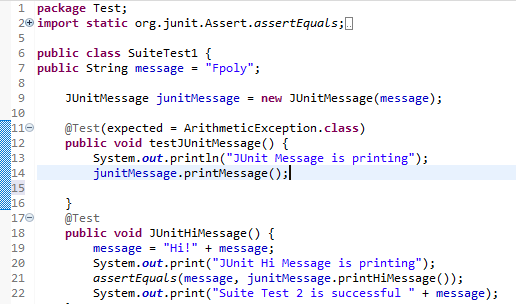 1 package Test;
2 import static org.junit.Assert.assertEquals;
5
6 public class SuiteTest1 {
7 public String message = "Fpoly";
8
9 JUnitMessage junitMessage = new JUnitMessage(message);
10
11 @Test(expected = ArithmeticException.class)
12 public void testJUnitMessage() {
13 System.out.println("JUnit Message is printing");
14 junitMessage.printMessage();
15
16 }
17 @Test
18 public void JUnitHiMessage() {
19 message = "Hi!" + message;
20 System.out.print("JUnit Hi Message is printing");
21 assertEquals(message, junitMessage.printHiMessage());
22 System.out.print("Suite Test 2 is successful " + message);